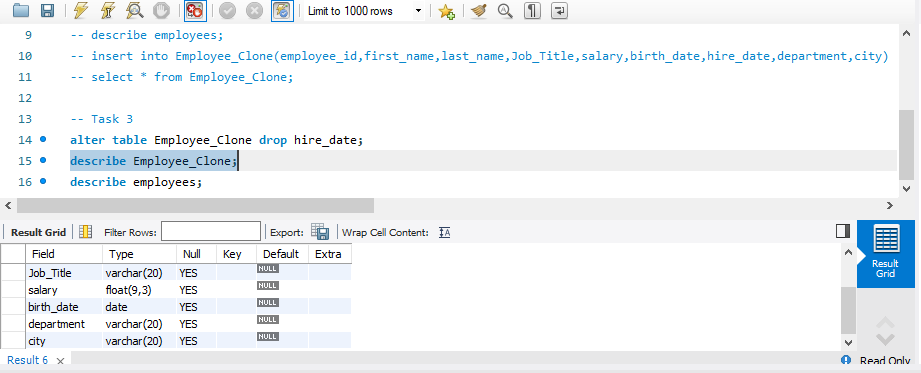 Limit to 1000 rows
9 -- describe employees;
10 -- insert into Employee_Clone(employee_id,first_name,last_name,Job_Title,salary,birth_date,hire_date,department,city)
11 -- select * from Employee_Clone;
12
13 -- Task 3
14 alter table Employee_Clone drop hire_date;
15 describe Employee_Clone;
16 describe employees;
Result Grid Filter Rows: Export: Wrap Cell Content: IA
Field Type Null Key Default Extra
Job_Title varchar(20) YES NULL
salary float(9,3) YES NULL
birth_date date YES NULL
department varchar(20) YES NULL
city varchar(20) YES NULL
Result
Grid
Result 6 x
Read Only